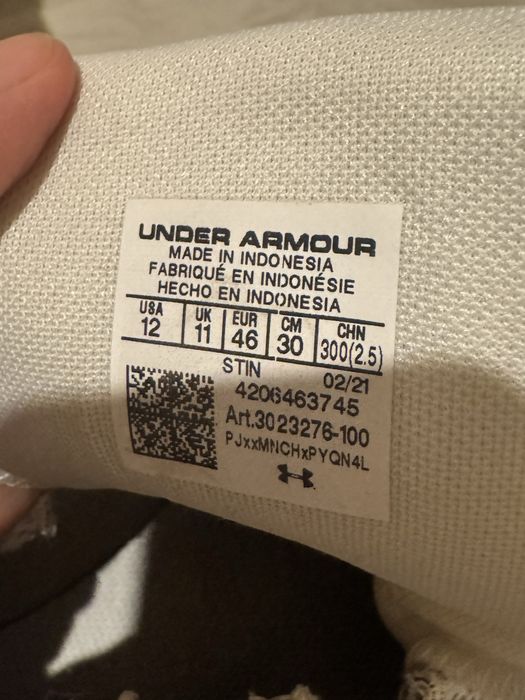 UNDER ARMOUR
MADE IN INDONESIA
FABRIQUÉ EN INDONÉSIE
HECHO EN INDONESIA
USA UK EUR CM CHN
12 11 46 30 300(2.5)
STIN 02/21
4206463745
Art.3023276-100
PJxxMNCHxPYQN4L